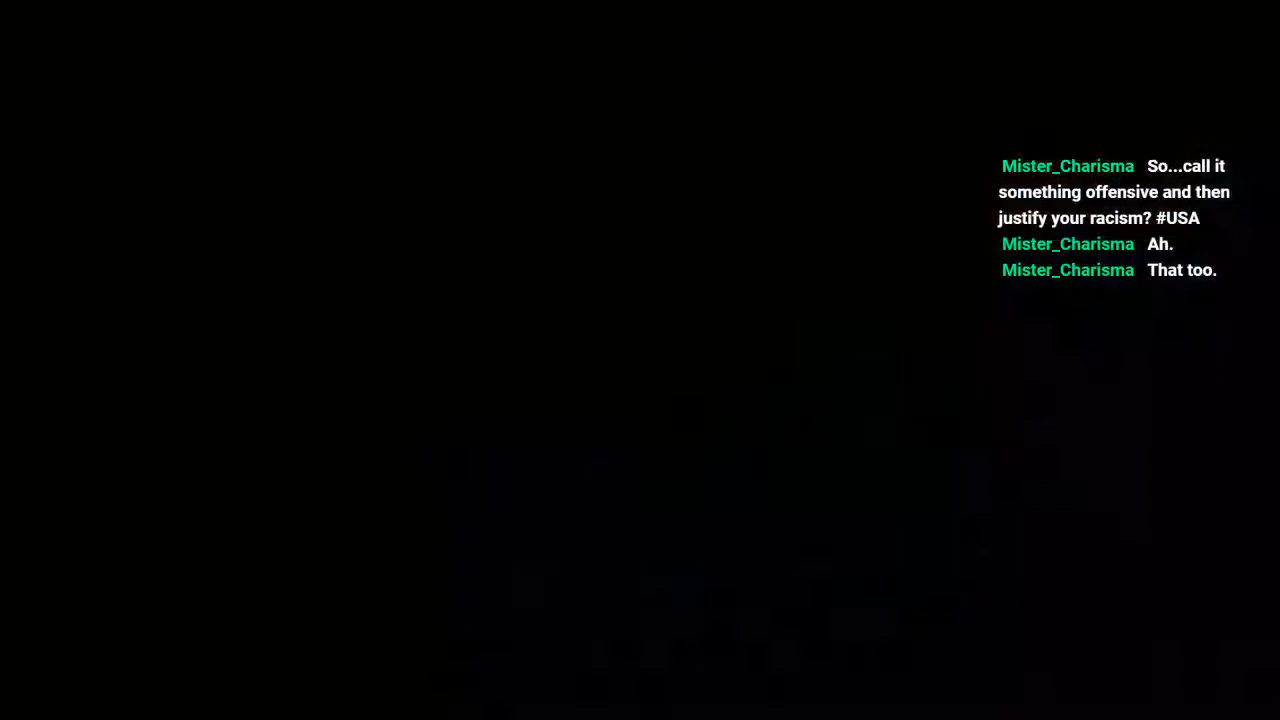 Mister_Charisma So...call it
something offensive and then
justify your racism? #USA
Mister_Charisma Ah.
Mister_Charisma That too.